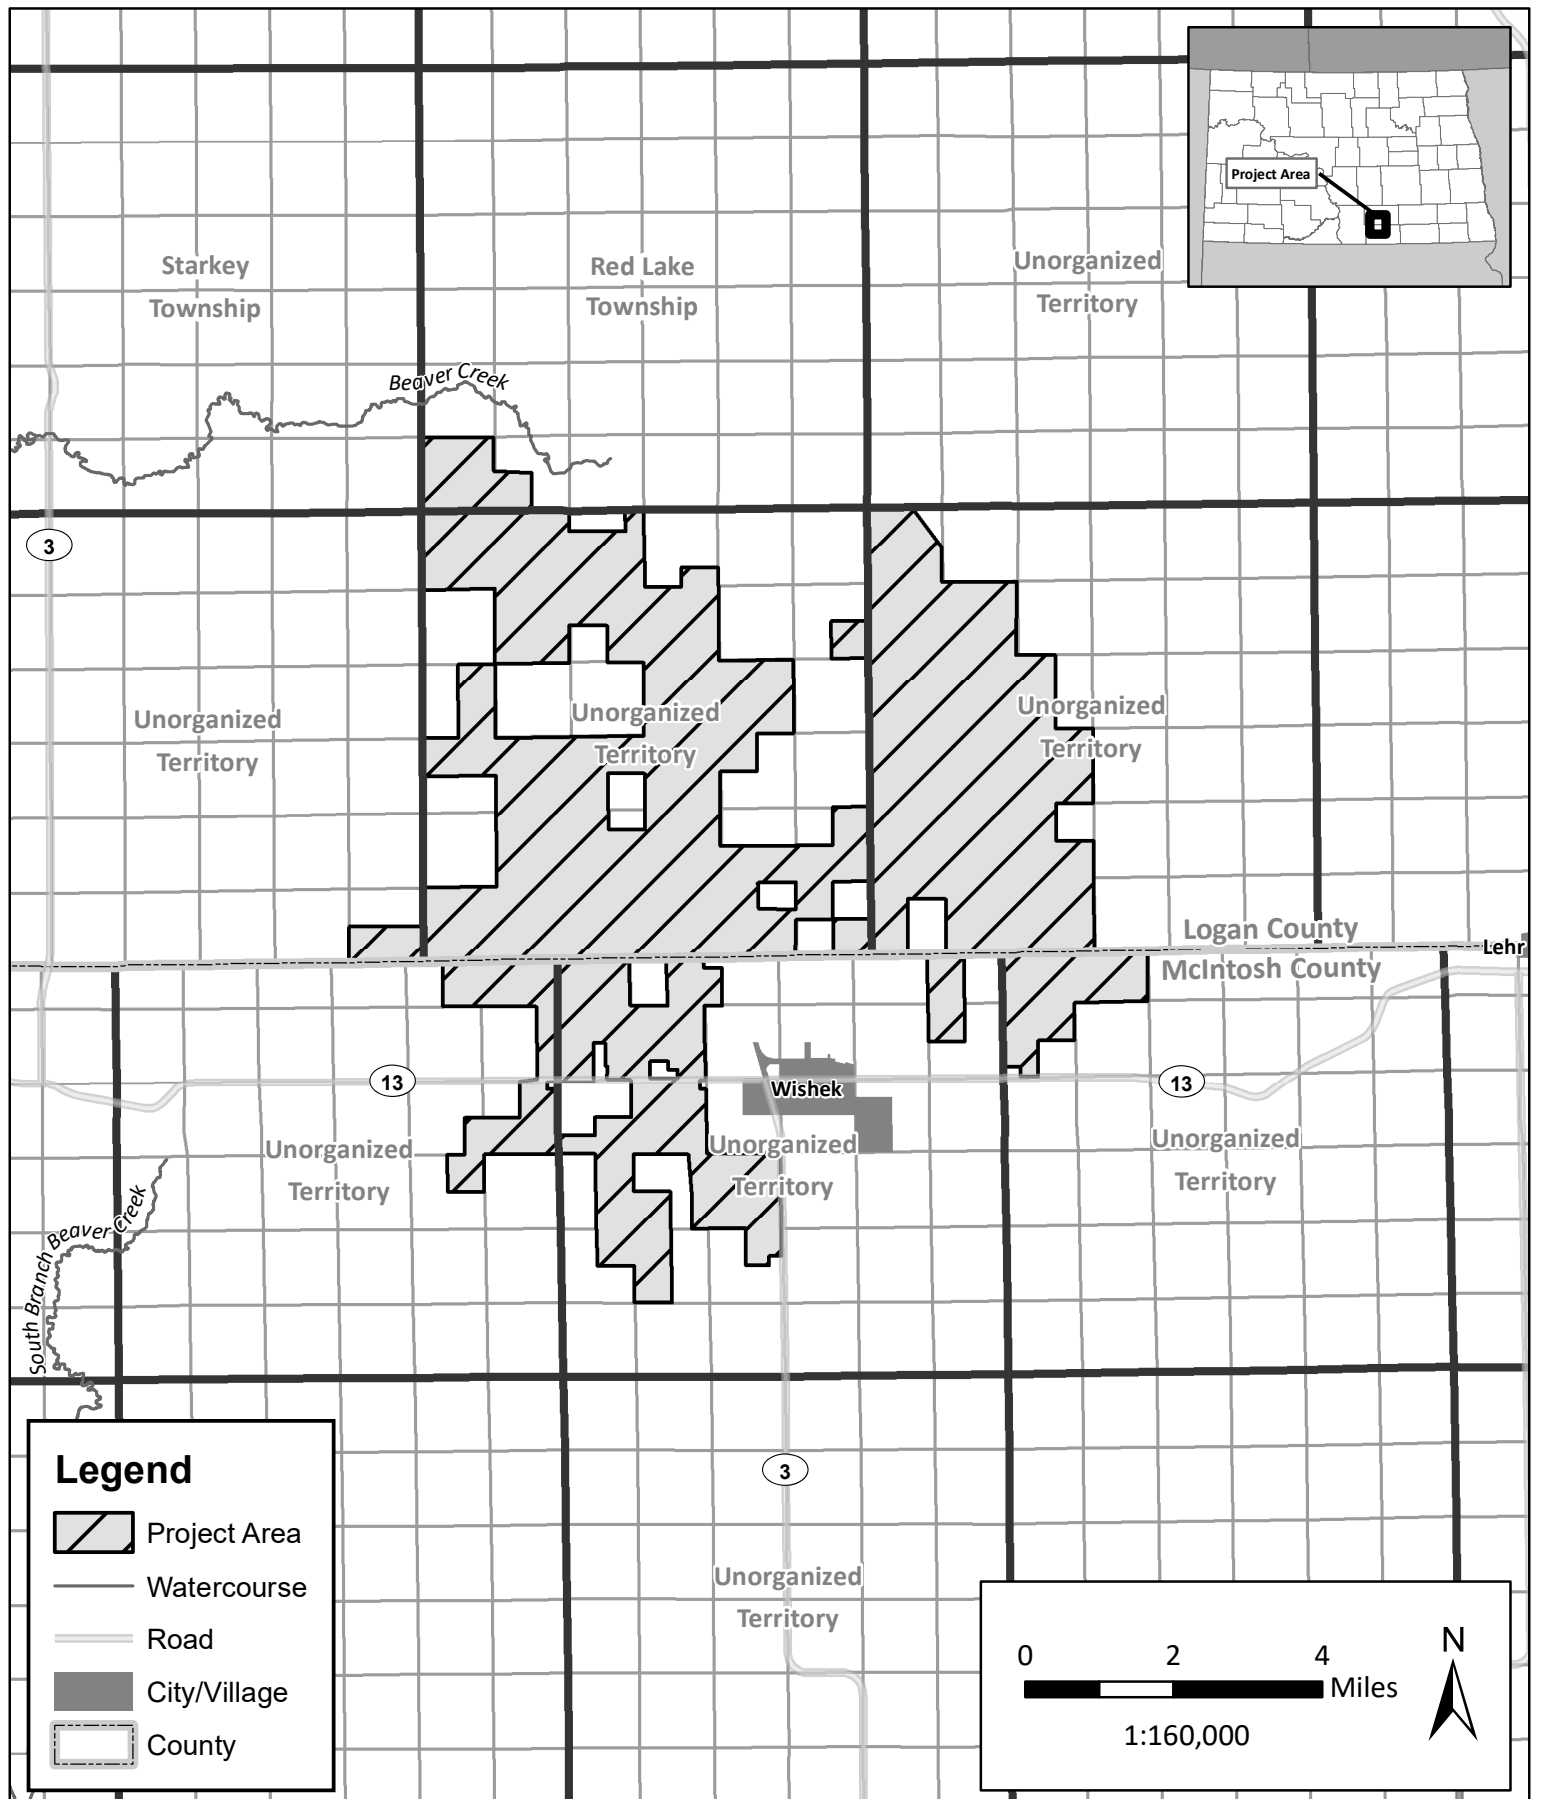 Project Area
Starkey
Township
Red Lake
Township
Unorganized
Territory
Beaver Creek
3
Unorganized
Territory
Unorganized
Territory
Unorganized
Territory
Logan County
Lehr
McIntosh County
13
Wishek
13
Unorganized
Territory
Unorganized
Territory
Unorganized
Territory
South Branch Beaver Creek
3
Unorganized
Territory
Legend
Project Area
Watercourse
Road
City/Village
County
0 2 4
Miles
1:160,000
N